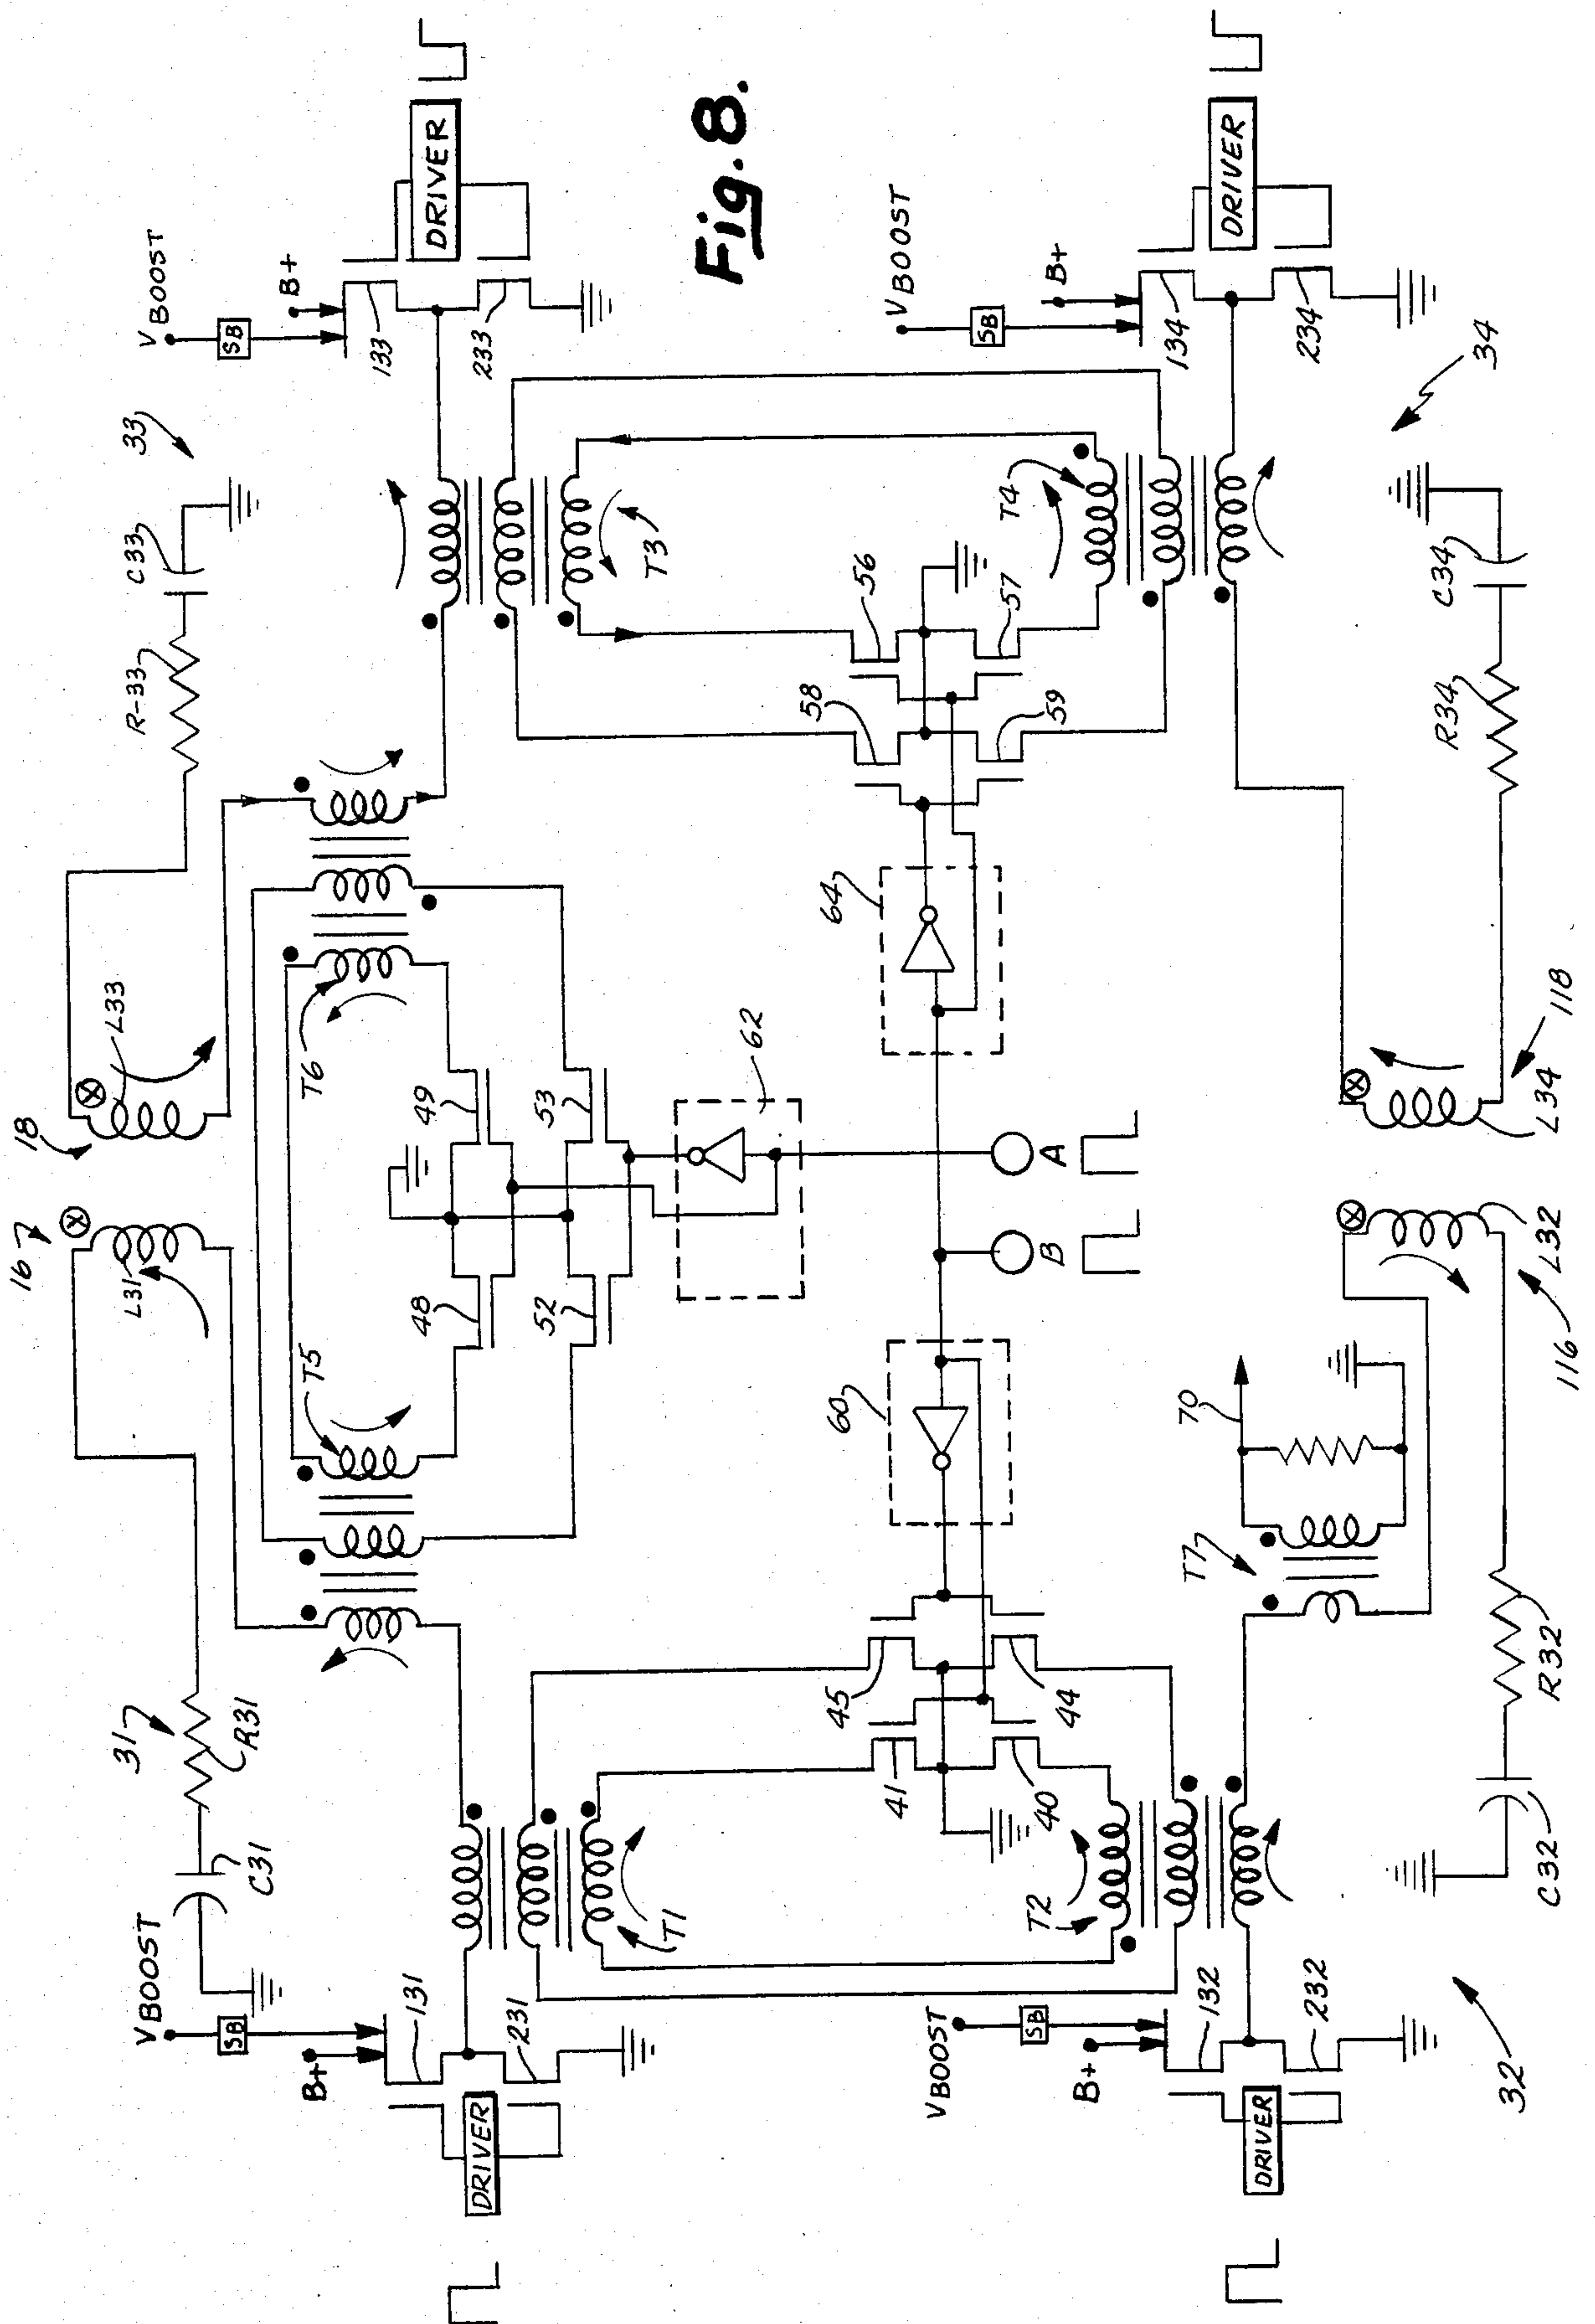 Fig. 8.
VBOOST
SB
B+
131
231
DRIVER
C31
R31
31
16
L31
18
L33
R-33
C33
33
VBOOST
SB
B+
133
233
DRIVER
T5
T6
48
49
52
53
62
T1
T3
41
45
40
44
60
A
B
64
58
56
59
57
T2
T4
VBOOST
SB
B+
132
232
DRIVER
32
T7
70
C32
R32
L32
116
118
L34
R34
C34
34
VBOOST
SB
B+
134
234
DRIVER